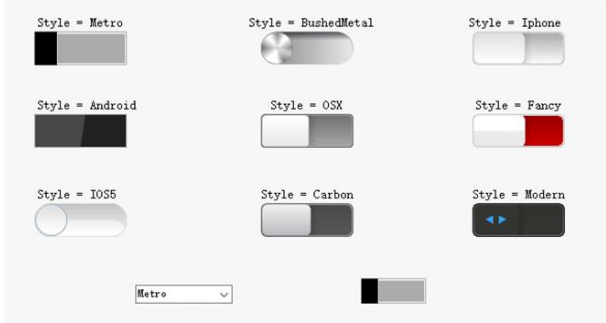 Style = Metro
Style = BushedMetal
Style = Iphone
Style = Android
Style = OSX
Style = Fancy
Style = IOS5
Style = Carbon
Style = Modern
Metro